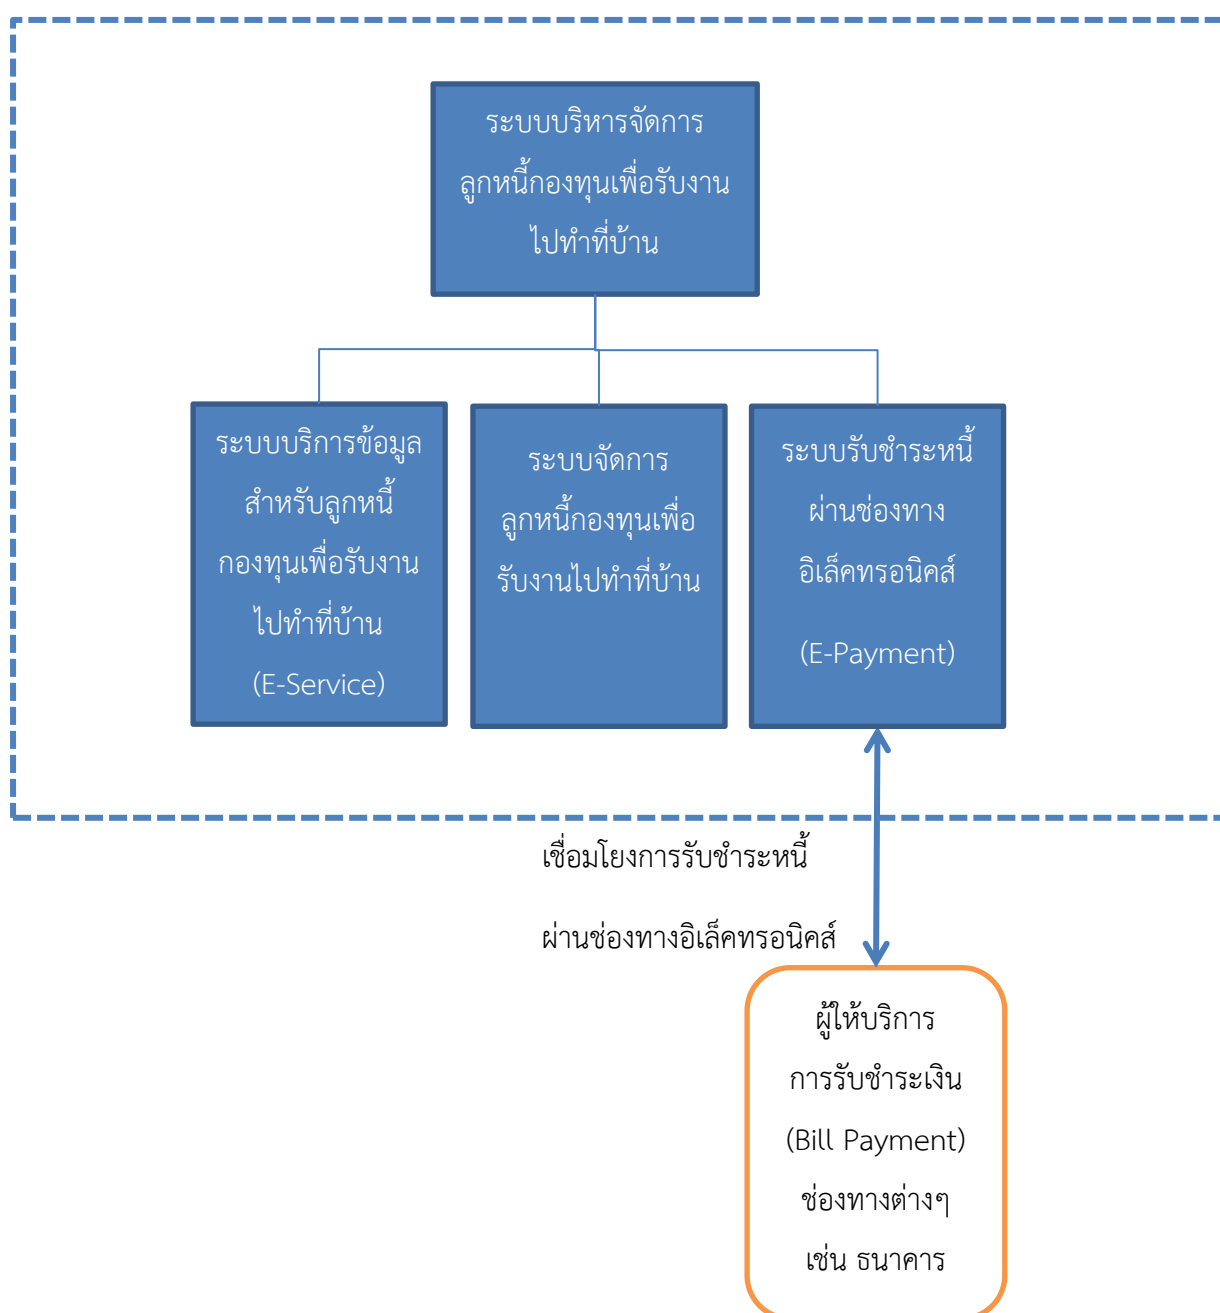 ระบบบริหารจัดการ
ลูกหนี้กองทุนเพื่อรับงาน
ไปทำที่บ้าน
ระบบบริการข้อมูล
สำหรับลูกหนี้
กองทุนเพื่อรับงาน
ไปทำที่บ้าน
(E-Service)
ระบบจัดการ
ลูกหนี้กองทุนเพื่อ
รับงานไปทำที่บ้าน
ระบบรับชำระหนี้
ผ่านช่องทาง
อิเล็คทรอนิคส์
(E-Payment)
เชื่อมโยงการรับชำระหนี้
ผ่านช่องทางอิเล็คทรอนิคส์
ผู้ให้บริการ
การรับชำระเงิน
(Bill Payment)
ช่องทางต่างๆ
เช่น ธนาคาร